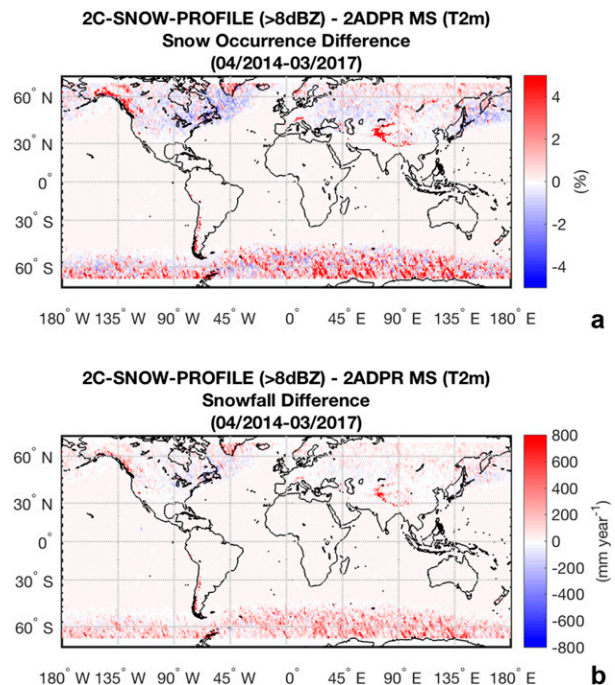 2C-SNOW-PROFILE (>8dBZ) - 2ADPR MS (T2m)
Snow Occurrence Difference
(04/2014-03/2017)
60° N
30° N
0°
30° S
60° S
180° W 135° W 90° W 45° W 0° 45° E 90° E 135° E 180° E
4
2
0
-2
-4
(%)
a
2C-SNOW-PROFILE (>8dBZ) - 2ADPR MS (T2m)
Snowfall Difference
(04/2014-03/2017)
60° N
30° N
0°
30° S
60° S
180° W 135° W 90° W 45° W 0° 45° E 90° E 135° E 180° E
800
600
400
200
0
-200
-400
-600
-800
(mm year⁻¹)
b